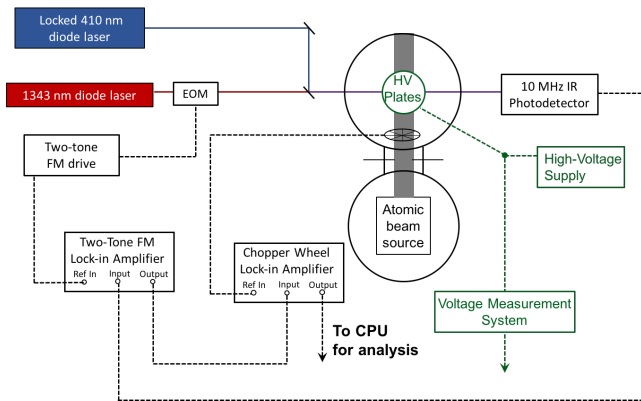 Locked 410 nm
diode laser
1343 nm diode laser
EOM
HV
Plates
10 MHz IR
Photodetector
Two-tone
FM drive
High-Voltage
Supply
Atomic
beam
source
Two-Tone FM
Lock-in Amplifier
Ref In Input Output
Chopper Wheel
Lock-in Amplifier
Ref In Input Output
Voltage Measurement
System
To CPU
for analysis